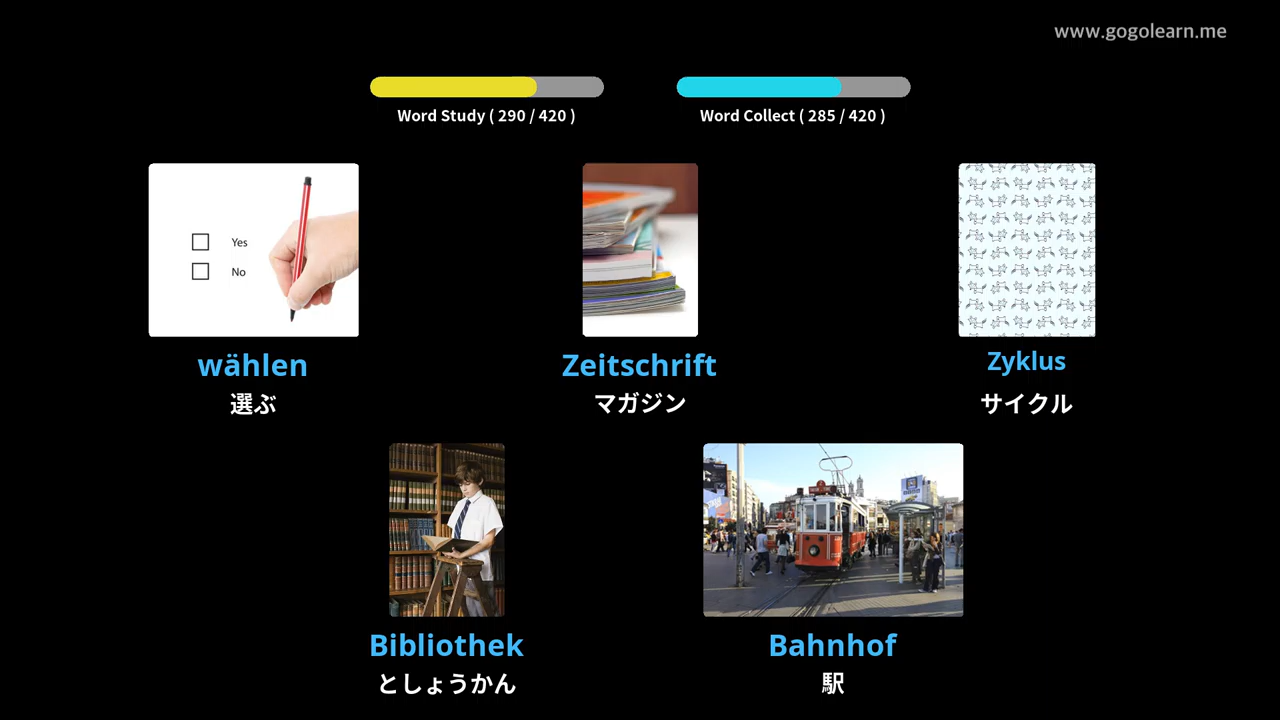 www.gogolearn.me
Word Study ( 290 / 420 )
Word Collect ( 285 / 420 )
Yes
No
wählen
選ぶ
Zeitschrift
マガジン
Zyklus
サイクル
Bibliothek
としょうかん
Bahnhof
駅